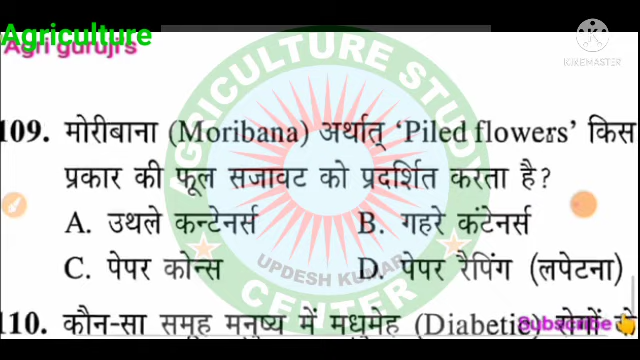 Agriculture
Agri guruji's
KINEMASTER
AGRICULTURE STUDY
109. मोरीबाना (Moribana) अर्थात् 'Piled flowers' किस
प्रकार की फूल सजावट को प्रदर्शित करता है?
A. उथले कन्टेनर्स B. गहरे कंटेनर्स
C. पेपर कोन्स D. पेपर रैपिंग (लपेटना)
UPDESH KUMAR
CENTER
110. कौन-सा समूह मनुष्य में मधुमेह (Diabetic) रोगों के
Subscribe